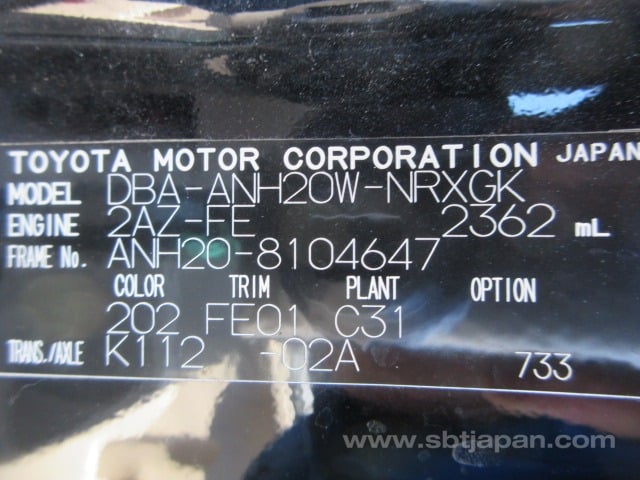 TOYOTA MOTOR CORPORATION JAPAN
MODEL DBA-ANH20W-NRXGK
ENGINE 2AZ-FE 2362 mL
FRAME No. ANH20-8104647
COLOR TRIM PLANT OPTION
202 FE01 C31
TRANS./AXLE K112 -02A 733
www.sbtjapan.com